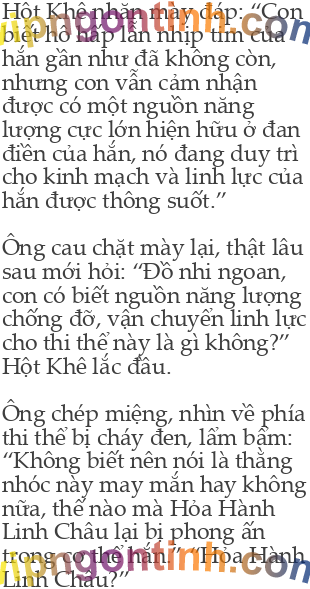 Hột Khê nhăn mày đáp: “Con
biết hô hấp lẫn nhịp tim của
hắn gần như đã không còn,
nhưng con vẫn cảm nhận
được có một nguồn năng
lượng cực lớn hiện hữu ở đan
điền của hắn, nó đang duy trì
cho kinh mạch và linh lực của
hắn được thông suốt.”
Ông cau chặt mày lại, thật lâu
sau mới hỏi: “Đồ nhi ngoan,
con có biết nguồn năng lượng
chống đỡ, vận chuyển linh lực
cho thi thể này là gì không?”
Hột Khê lắc đầu.
Ông chép miệng, nhìn về phía
thi thể bị cháy đen, lẩm bẩm:
“Không biết nên nói là thằng
nhóc này may mắn hay không
nữa, thế nào mà Hỏa Hành
Linh Châu lại bị phong ấn
trong cơ thể hắn!” “Hỏa Hành
Linh Châu?”
vipngontinh.com
vipngontinh.com